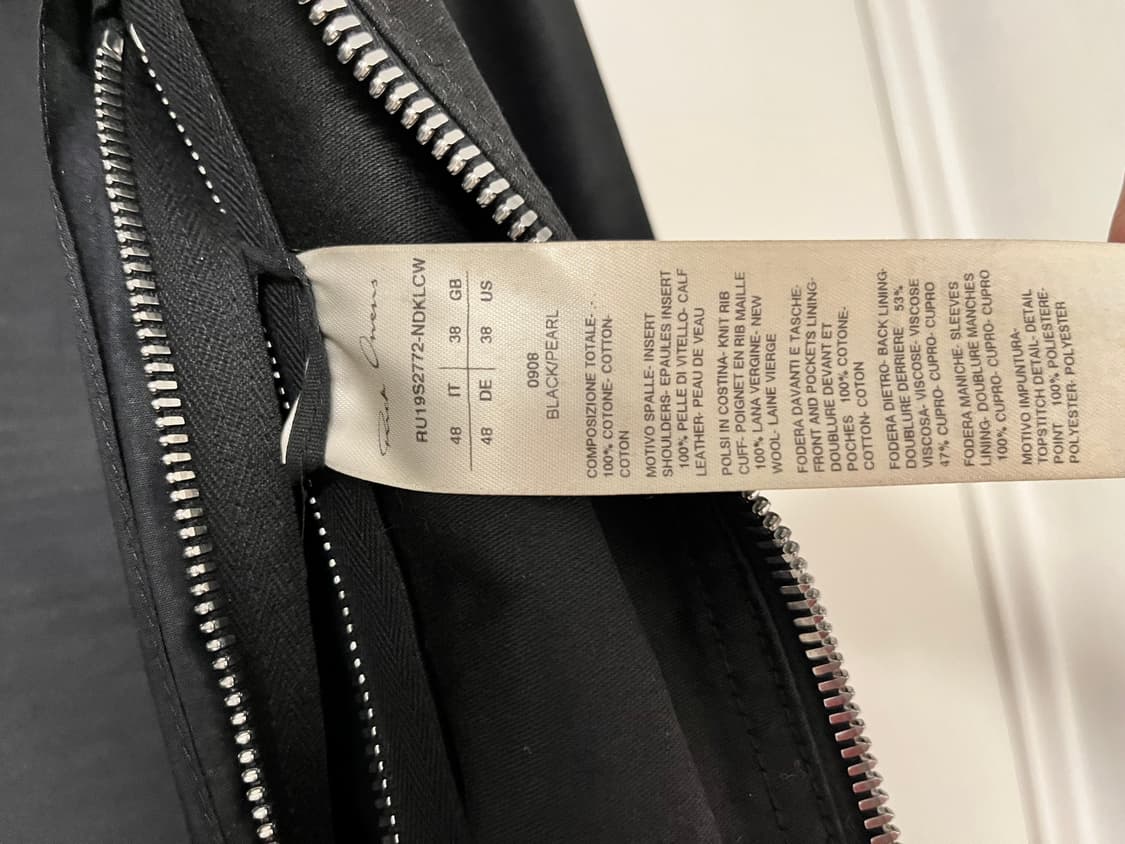 Rick Owens
RU19S2772-NDKLCW
48 IT 38 GB
48 DE 38 US
0908
BLACK/PEARL
COMPOSIZIONE TOTALE- . .
100% COTONE- COTTON-
COTON
MOTIVO SPALLE- INSERT
SHOULDERS- EPAULES INSERT
100% PELLE DI VITELLO- CALF
LEATHER- PEAU DE VEAU
POLSI IN COSTINA- KNIT RIB
CUFF- POIGNET EN RIB MAILLE
100% LANA VERGINE- NEW
WOOL- LAINE VIERGE
FODERA DAVANTI E TASCHE-
FRONT AND POCKETS LINING-
DOUBLURE DEVANT ET
POCHES 100% COTONE-
COTTON- COTON
FODERA DIETRO- BACK LINING-
DOUBLURE DERRIERE 53%
VISCOSA- VISCOSE- VISCOSE
47% CUPRO- CUPRO- CUPRO
FODERA MANICHE- SLEEVES
LINING- DOUBLURE MANCHES
100% CUPRO- CUPRO- CUPRO
MOTIVO IMPUNTURA-
TOPSTITCH DETAIL- DETAIL
POINT 100% POLIESTERE-
POLYESTER- POLYESTER